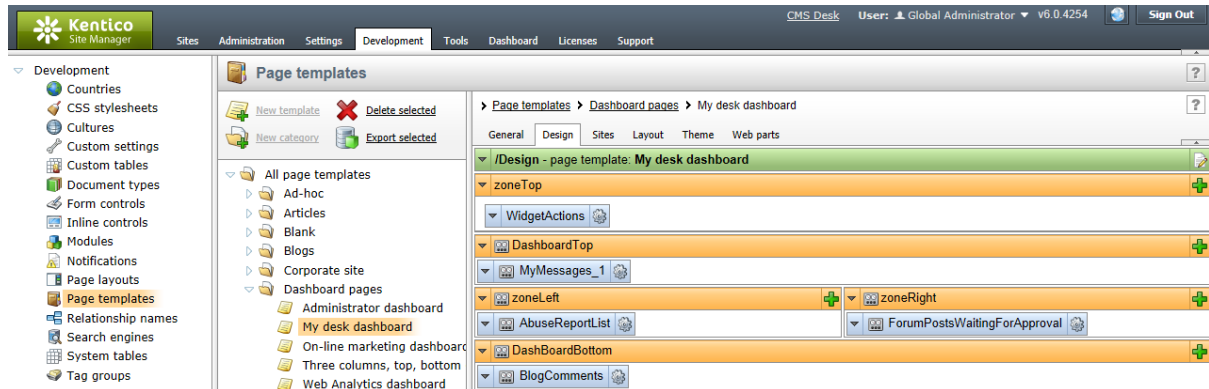 CMS Desk User: Global Administrator v6.0.4254 Sign Out
Kentico
Site Manager
Sites Administration Settings Development Tools Dashboard Licenses Support
Development
Countries
CSS stylesheets
Cultures
Custom settings
Custom tables
Document types
Form controls
Inline controls
Modules
Notifications
Page layouts
Page templates
Relationship names
Search engines
System tables
Tag groups
Page templates ?
New template Delete selected
New category Export selected
All page templates
Ad-hoc
Articles
Blank
Blogs
Corporate site
Dashboard pages
Administrator dashboard
My desk dashboard
On-line marketing dashboard
Three columns, top, bottom
Web Analytics dashboard
> Page templates > Dashboard pages > My desk dashboard ?
General Design Sites Layout Theme Web parts
/Design - page template: My desk dashboard
zoneTop
WidgetActions
DashboardTop
MyMessages_1
zoneLeft
AbuseReportList
zoneRight
ForumPostsWaitingForApproval
DashBoardBottom
BlogComments